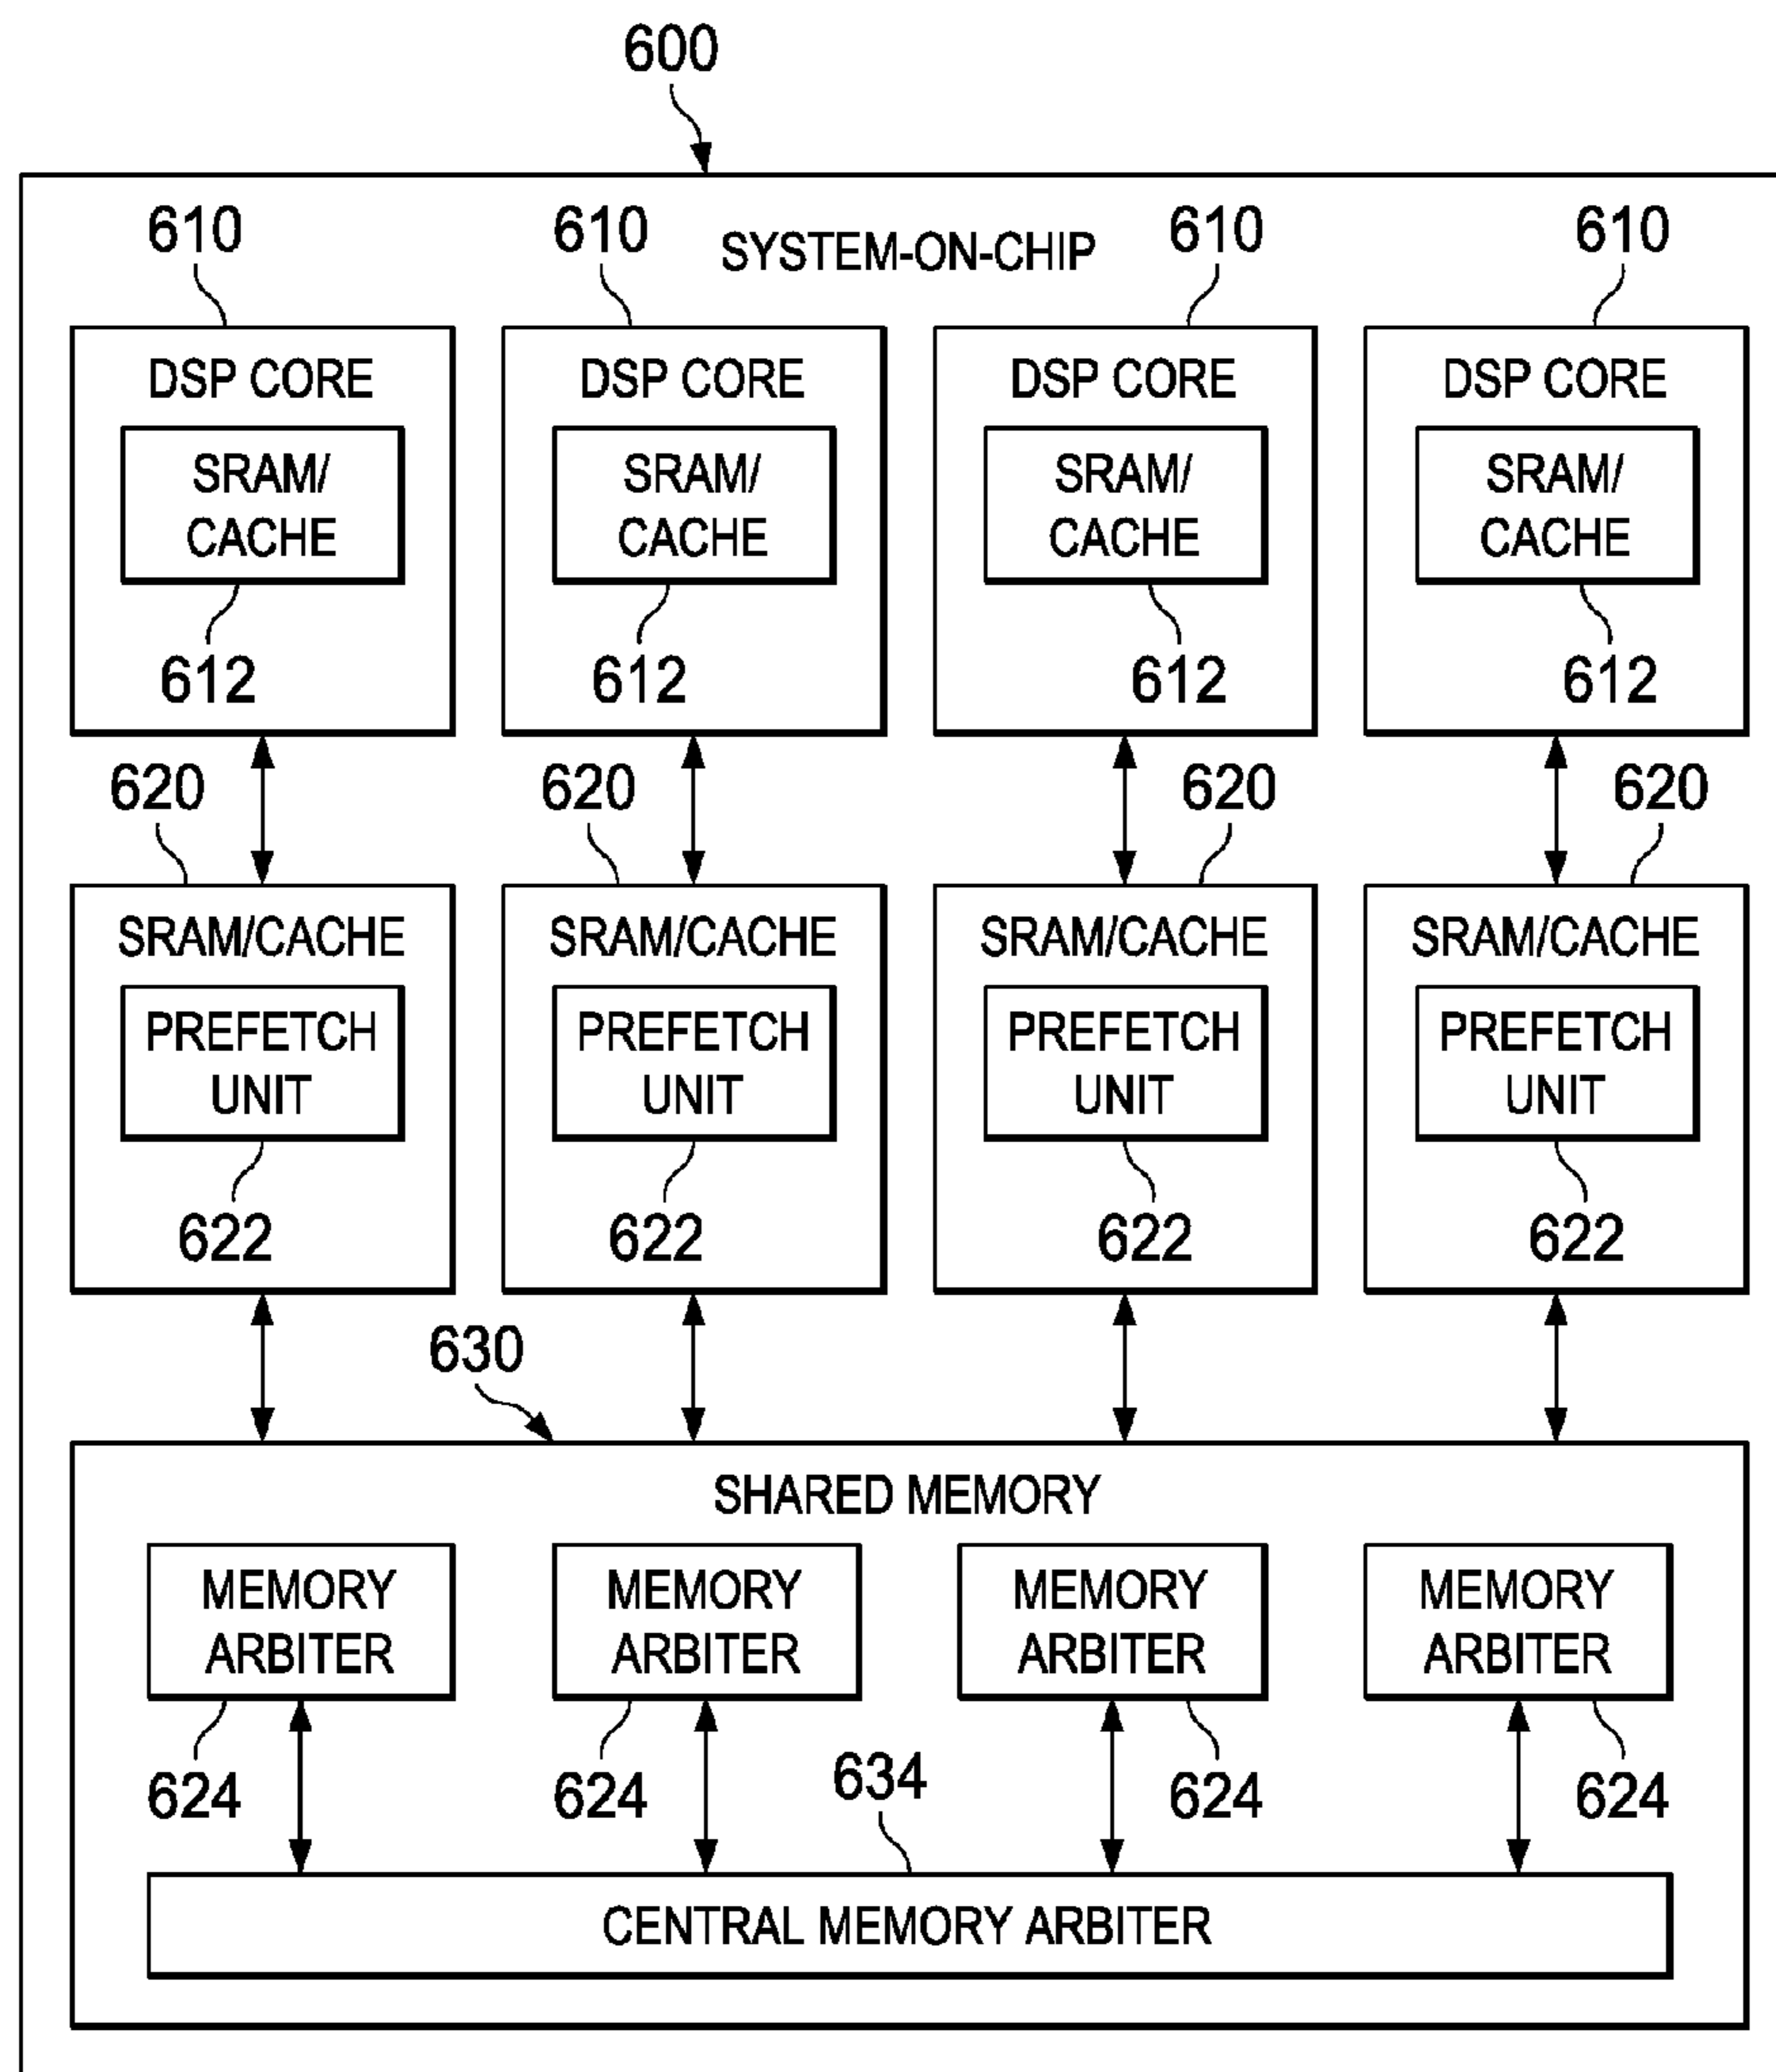 600
610 610 SYSTEM-ON-CHIP 610 610
DSP CORE DSP CORE DSP CORE DSP CORE
SRAM/ SRAM/ SRAM/ SRAM/
CACHE CACHE CACHE CACHE
612 612 612 612
620 620 620 620
SRAM/CACHE SRAM/CACHE SRAM/CACHE SRAM/CACHE
PREFETCH PREFETCH PREFETCH PREFETCH
UNIT UNIT UNIT UNIT
622 622 622 622
630
SHARED MEMORY
MEMORY MEMORY MEMORY MEMORY
ARBITER ARBITER ARBITER ARBITER
624 624 634 624 624
CENTRAL MEMORY ARBITER